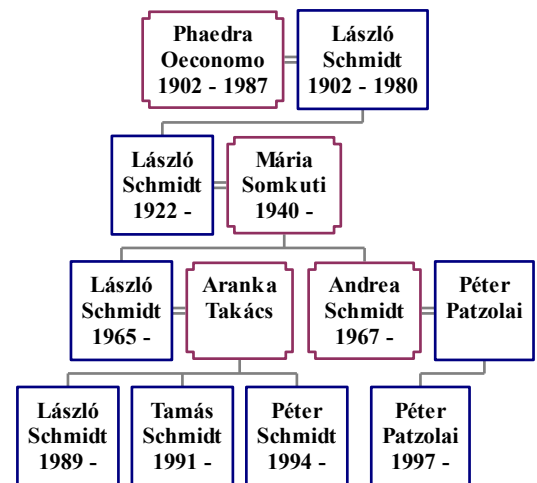 Phaedra
Oeconomo
1902 - 1987
László
Schmidt
1902 - 1980
László
Schmidt
1922 -
Mária
Somkuti
1940 -
László
Schmidt
1965 -
Aranka
Takács
Andrea
Schmidt
1967 -
Péter
Patzolai
László
Schmidt
1989 -
Tamás
Schmidt
1991 -
Péter
Schmidt
1994 -
Péter
Patzolai
1997 -